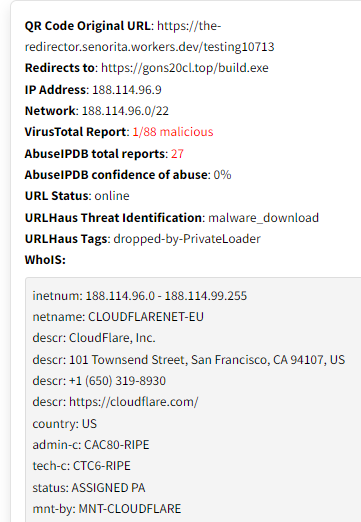 QR Code Original URL: https://the-
redirector.senorita.workers.dev/testing10713
Redirects to: https://gons20cl.top/build.exe
IP Address: 188.114.96.9
Network: 188.114.96.0/22
VirusTotal Report: 1/88 malicious
AbuseIPDB total reports: 27
AbuseIPDB confidence of abuse: 0%
URL Status: online
URLHaus Threat Identification: malware_download
URLHaus Tags: dropped-by-PrivateLoader
WhoIS:
inetnum: 188.114.96.0 - 188.114.99.255
netname: CLOUDFLARENET-EU
descr: CloudFlare, Inc.
descr: 101 Townsend Street, San Francisco, CA 94107, US
descr: +1 (650) 319-8930
descr: https://cloudflare.com/
country: US
admin-c: CAC80-RIPE
tech-c: CTC6-RIPE
status: ASSIGNED PA
mnt-by: MNT-CLOUDFLARE